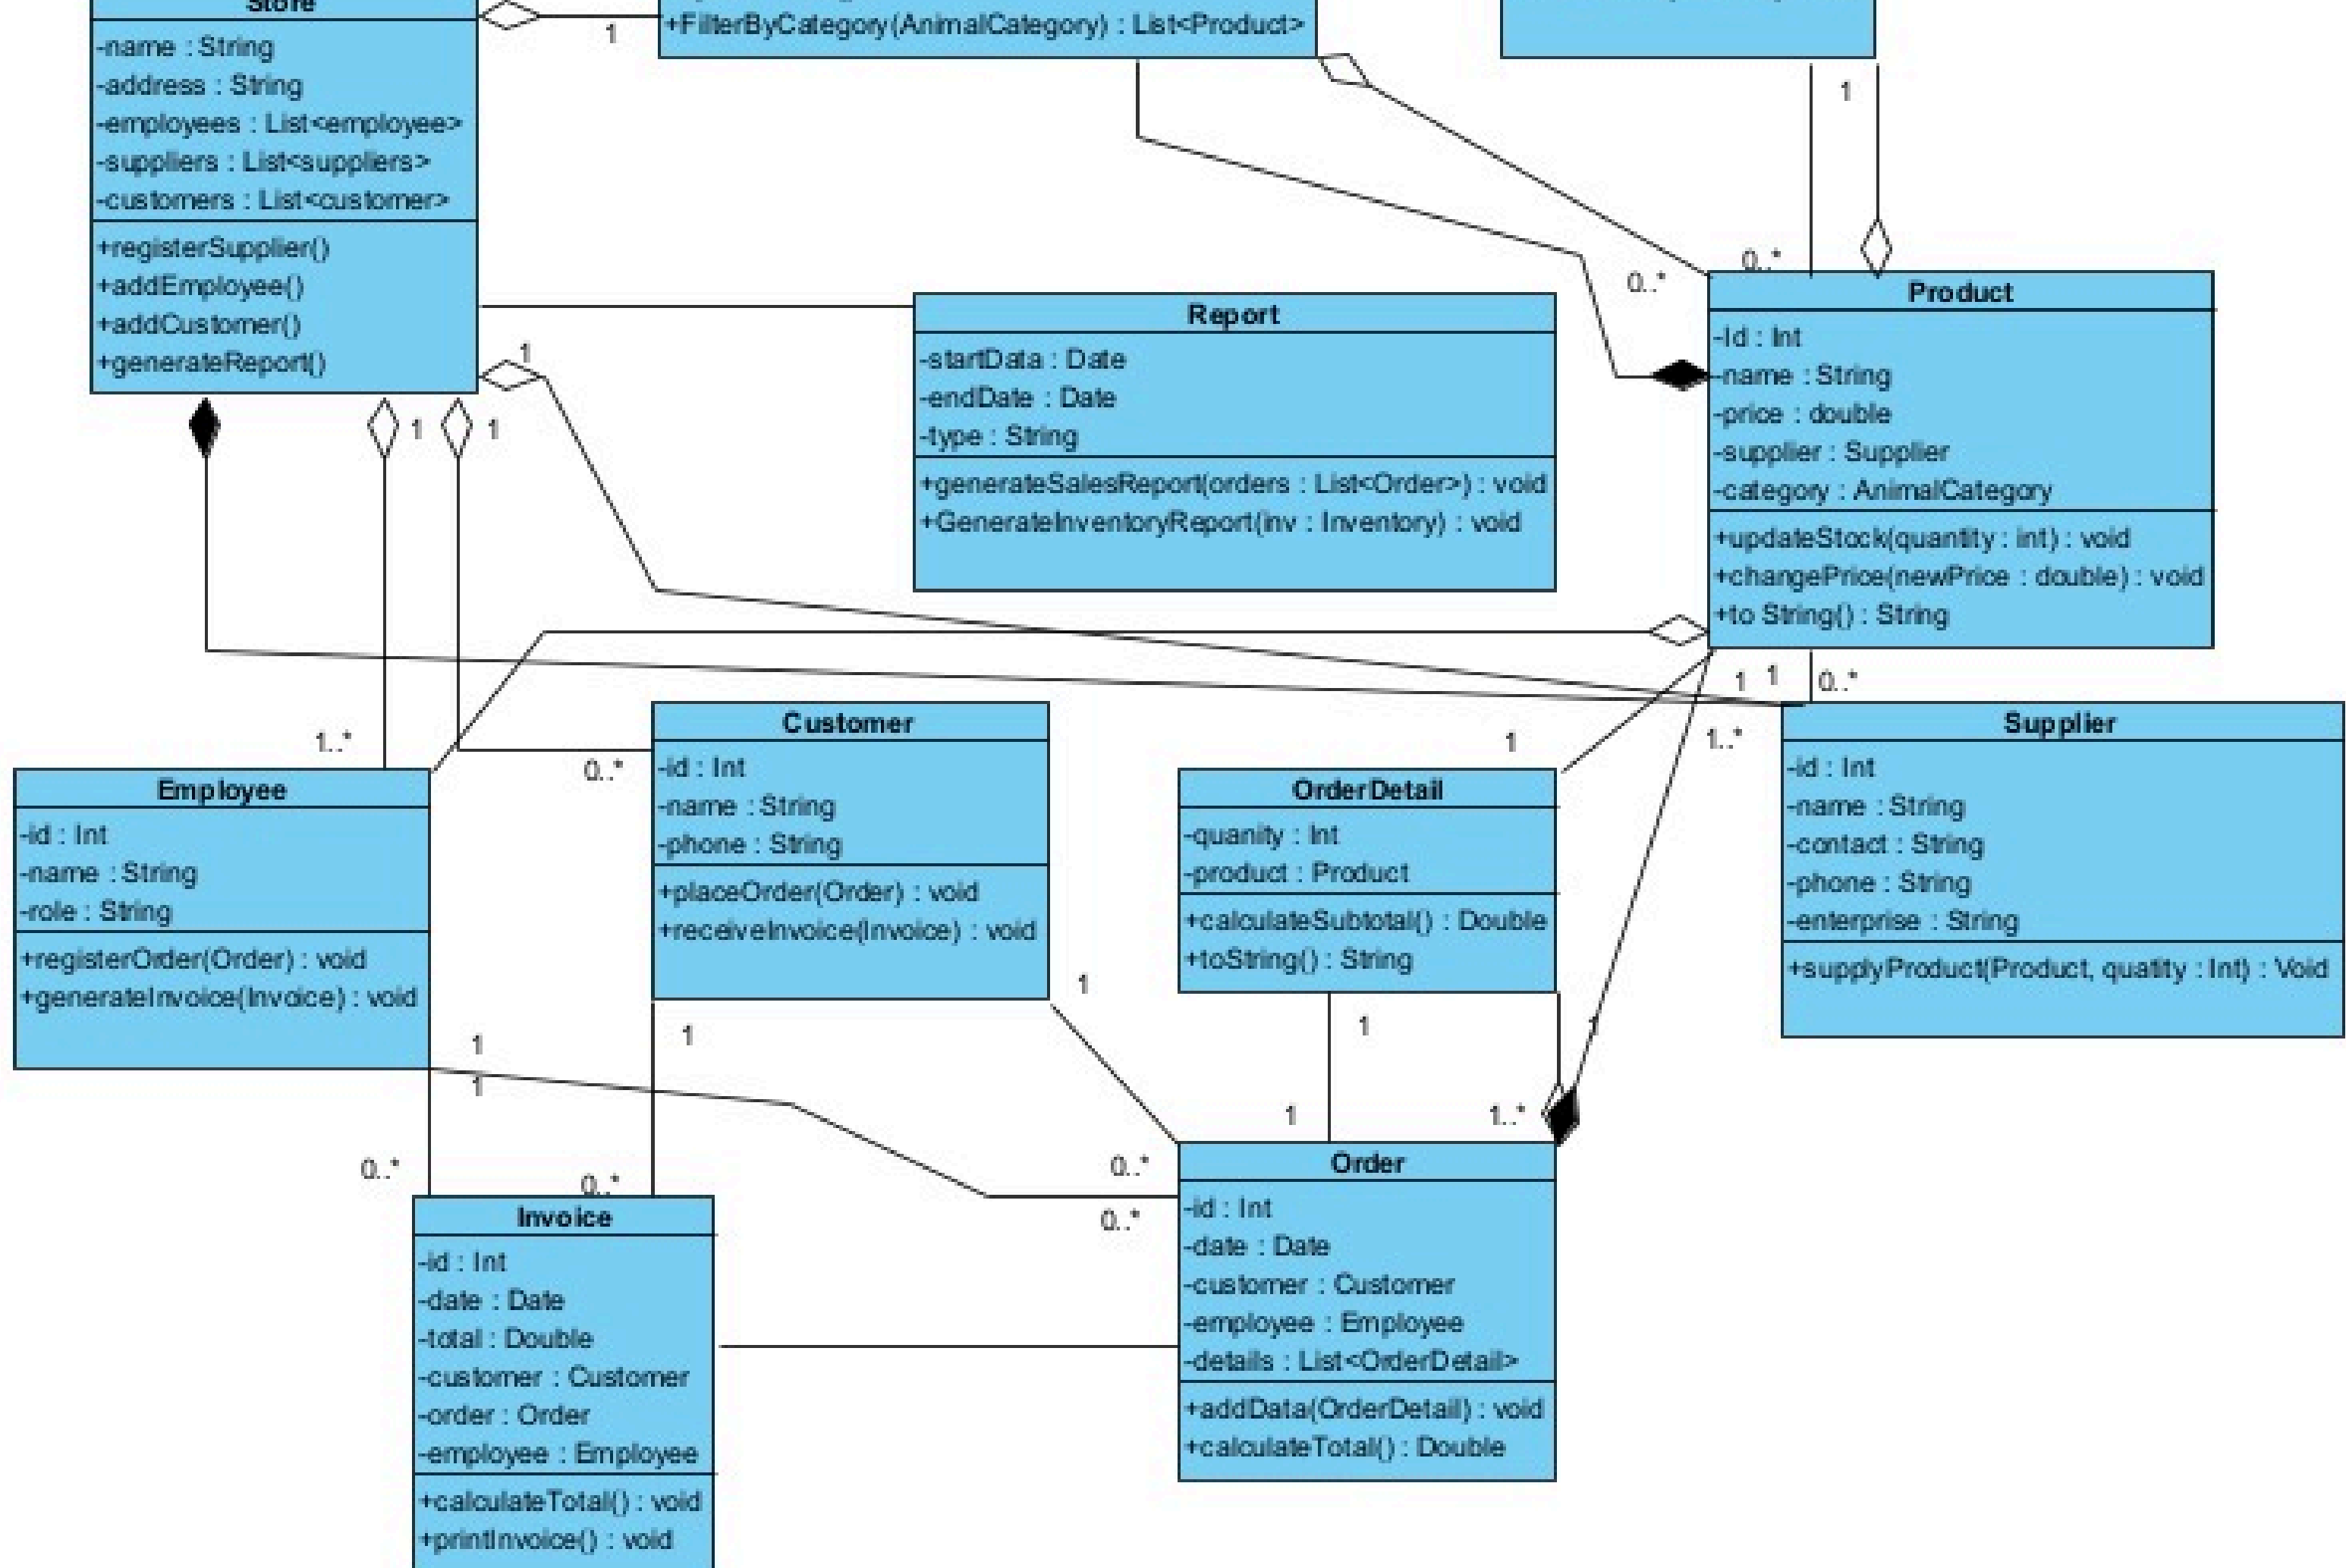 Store
-name : String
-address : String
-employees : List<employee>
-suppliers : List<suppliers>
-customers : List<customer>
+registerSupplier()
+addEmployee()
+addCustomer()
+generateReport()
1
+FilterByCategory(AnimalCategory) : List<Product>
1
0..*
0..*
1
1
1
Report
-startData : Date
-endDate : Date
-type : String
+generateSalesReport(orders : List<Order>) : void
+GenerateInventoryReport(inv : Inventory) : void
Product
-Id : Int
-name : String
-price : double
-supplier : Supplier
-category : AnimalCategory
+updateStock(quantity : int) : void
+changePrice(newPrice : double) : void
+to String() : String
1
1
0..*
1..*
0..*
1
1..*
Employee
-id : Int
-name : String
-role : String
+registerOrder(Order) : void
+generateInvoice(Invoice) : void
Customer
-id : Int
-name : String
-phone : String
+placeOrder(Order) : void
+receiveInvoice(Invoice) : void
OrderDetail
-quanity : Int
-product : Product
+calculateSubtotal() : Double
+toString() : String
Supplier
-id : Int
-name : String
-contact : String
-phone : String
-enterprise : String
+supplyProduct(Product, quatity : Int) : Void
1
1
1
1
1
1
0..*
0..*
0..*
0..*
1
1..*
Invoice
-id : Int
-date : Date
-total : Double
-customer : Customer
-order : Order
-employee : Employee
+calculateTotal() : void
+printInvoice() : void
Order
-id : Int
-date : Date
-customer : Customer
-employee : Employee
-details : List<OrderDetail>
+addData(OrderDetail) : void
+calculateTotal() : Double